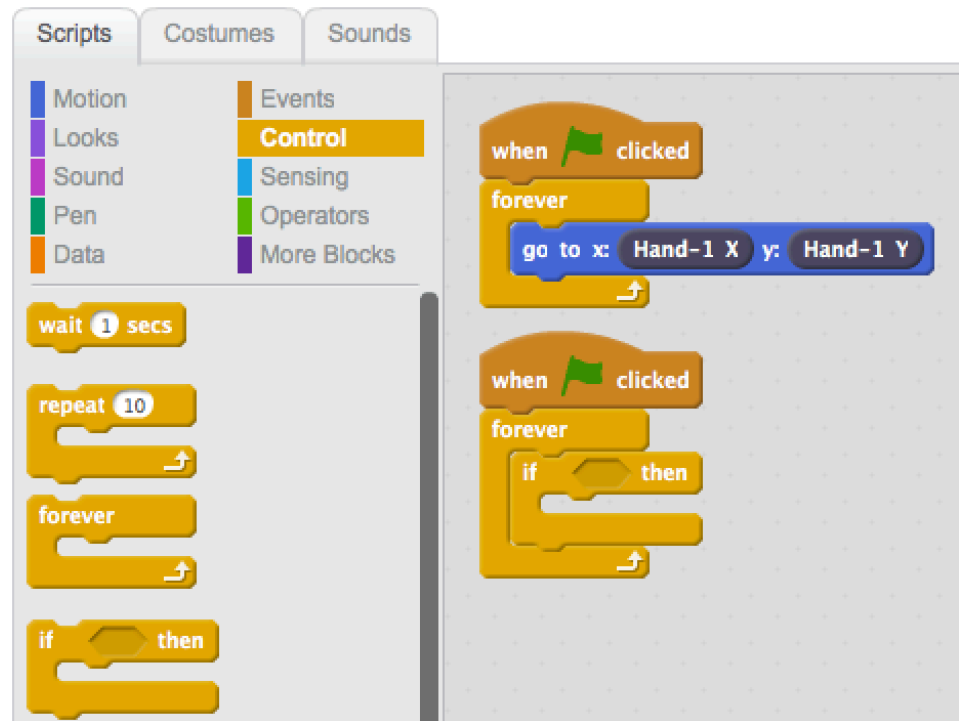 Scripts Costumes Sounds
Motion Events
Looks Control
Sound Sensing
Pen Operators
Data More Blocks
wait 1 secs
repeat 10
forever
if then
when clicked
forever
go to x: Hand-1 X y: Hand-1 Y
when clicked
forever
if then